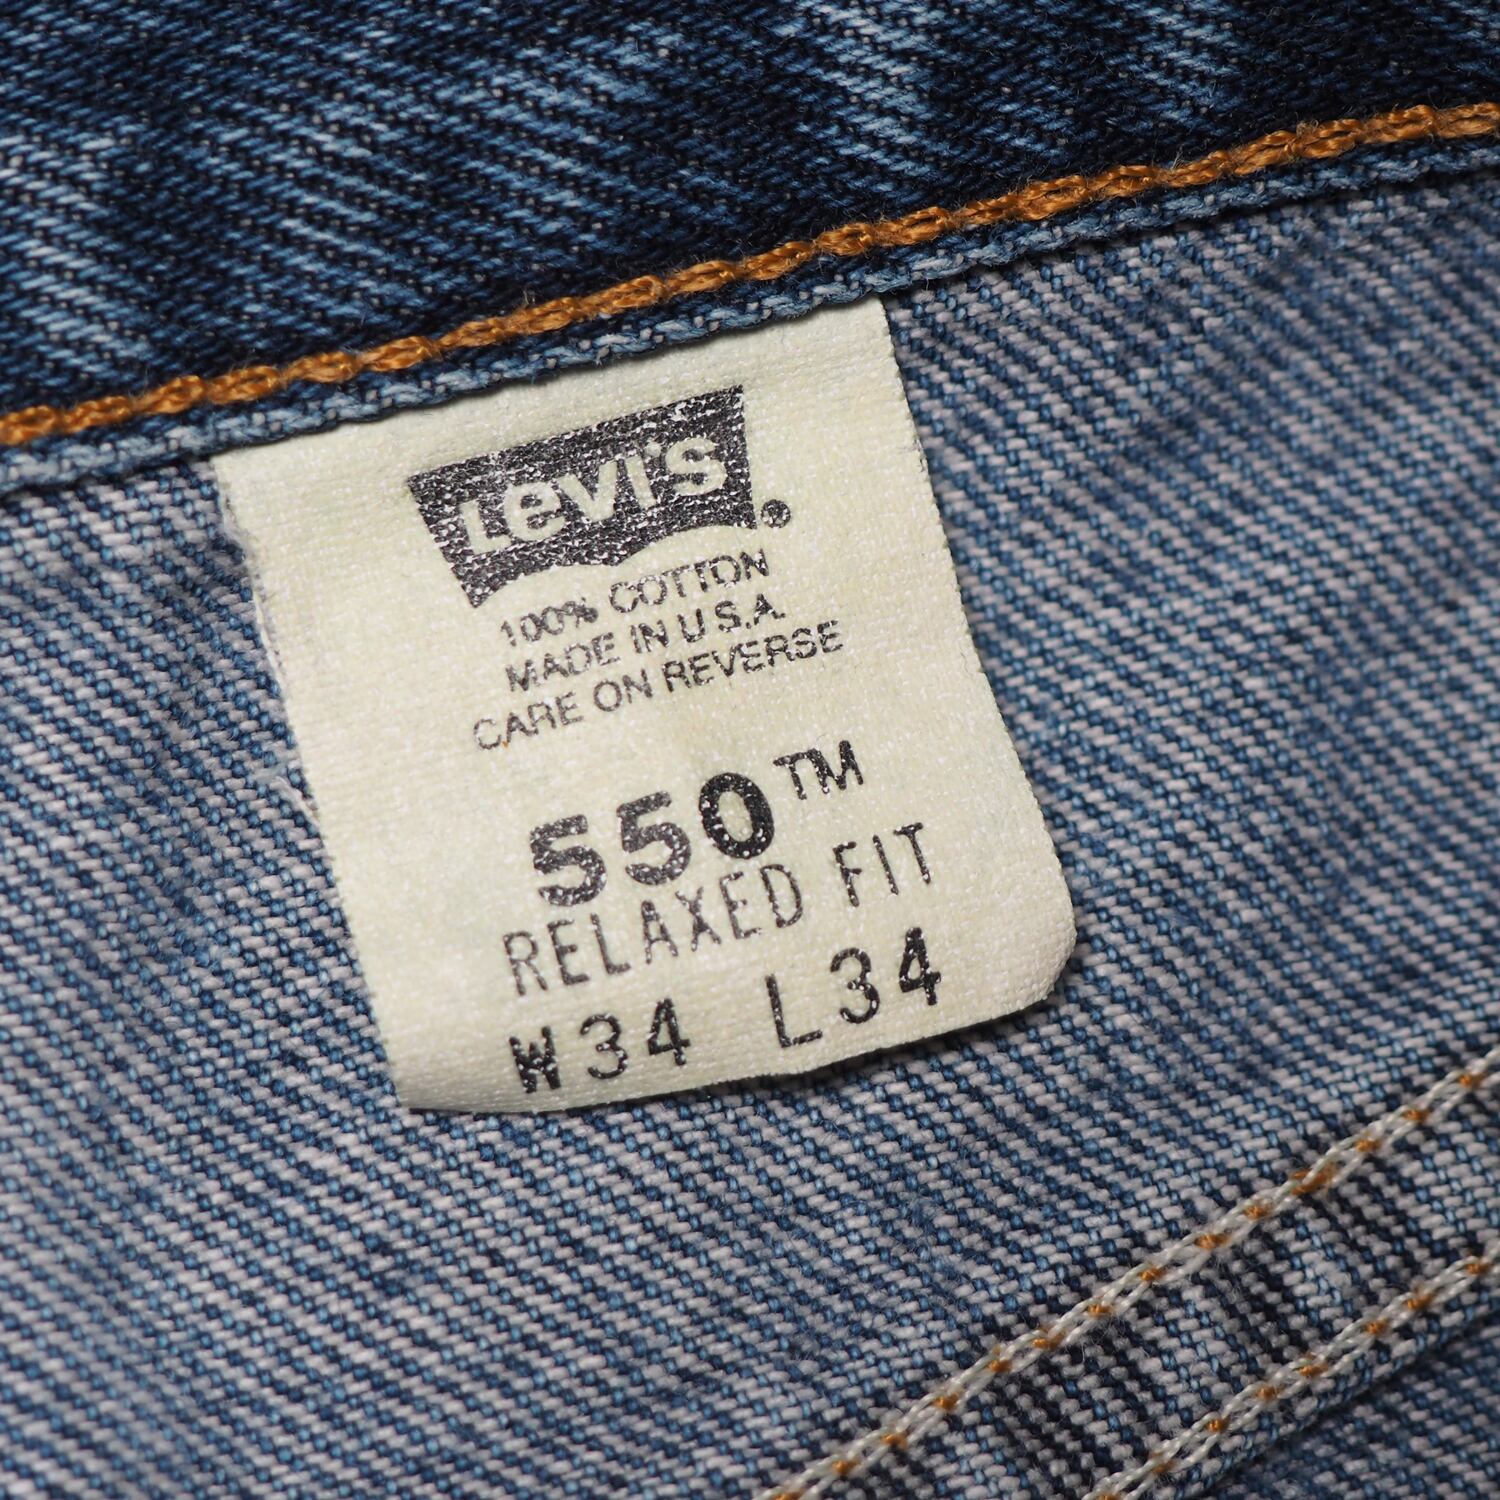 Levi's®
100% COTTON
MADE IN U.S.A.
CARE ON REVERSE
550™
RELAXED FIT
W34 L34